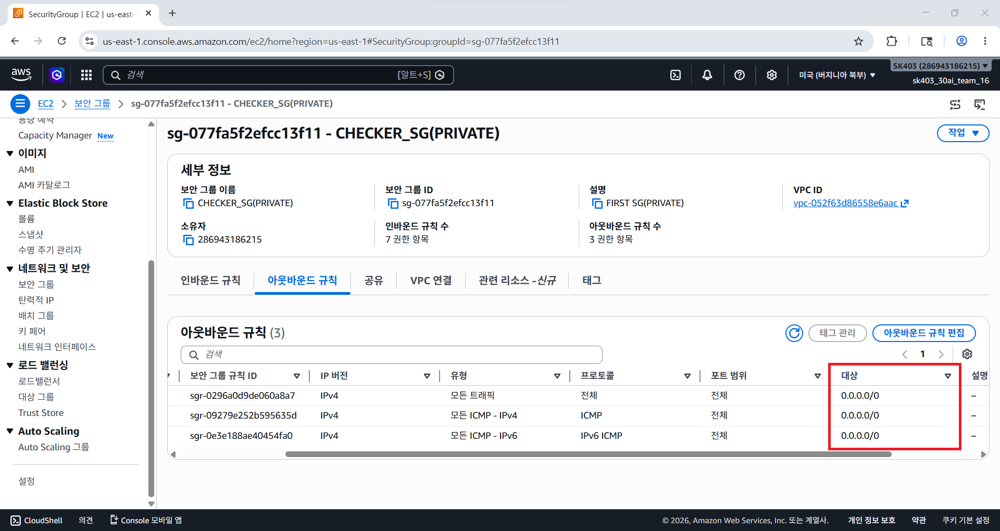 SecurityGroup | EC2 | us-east-
us-east-1.console.aws.amazon.com/ec2/home?region=us-east-1#SecurityGroup:groupId=sg-077fa5f2efcc13f11
aws
검색
[알트+S]
미국 (버지니아 북부) ▼
SK403 (286943186215) ▼
sk403_30ai_team_16
EC2 > 보안 그룹 > sg-077fa5f2efcc13f11 - CHECKER_SG(PRIVATE)
용량 예약
Capacity Manager New
이미지
AMI
AMI 카탈로그
Elastic Block Store
볼륨
스냅샷
수명 주기 관리자
네트워크 및 보안
보안 그룹
탄력적 IP
배치 그룹
키 페어
네트워크 인터페이스
로드 밸런싱
로드밸런서
대상 그룹
Trust Store
Auto Scaling
Auto Scaling 그룹
설정
sg-077fa5f2efcc13f11 - CHECKER_SG(PRIVATE)
작업 ▼
세부 정보
보안 그룹 이름
CHECKER_SG(PRIVATE)
보안 그룹 ID
sg-077fa5f2efcc13f11
설명
FIRST SG(PRIVATE)
VPC ID
vpc-052f63d86558e6aac
소유자
286943186215
인바운드 규칙 수
7 권한 항목
아웃바운드 규칙 수
3 권한 항목
인바운드 규칙 아웃바운드 규칙 공유 VPC 연결 관련 리소스 -신규 태그
아웃바운드 규칙 (3)
태그 관리
아웃바운드 규칙 편집
검색
1
보안 그룹 규칙 ID IP 버전 유형 프로토콜 포트 범위 대상 설명
sgr-0296a0d9de060a8a7 IPv4 모든 트래픽 전체 전체 0.0.0.0/0 –
sgr-09279e252b595635d IPv4 모든 ICMP - IPv4 ICMP 전체 0.0.0.0/0 –
sgr-0e3e188ae40454fa0 IPv4 모든 ICMP - IPv6 IPv6 ICMP 전체 0.0.0.0/0 –
CloudShell 의견 Console 모바일 앱 © 2026, Amazon Web Services, Inc. 또는 계열사. 개인 정보 보호 약관 쿠키 기본 설정